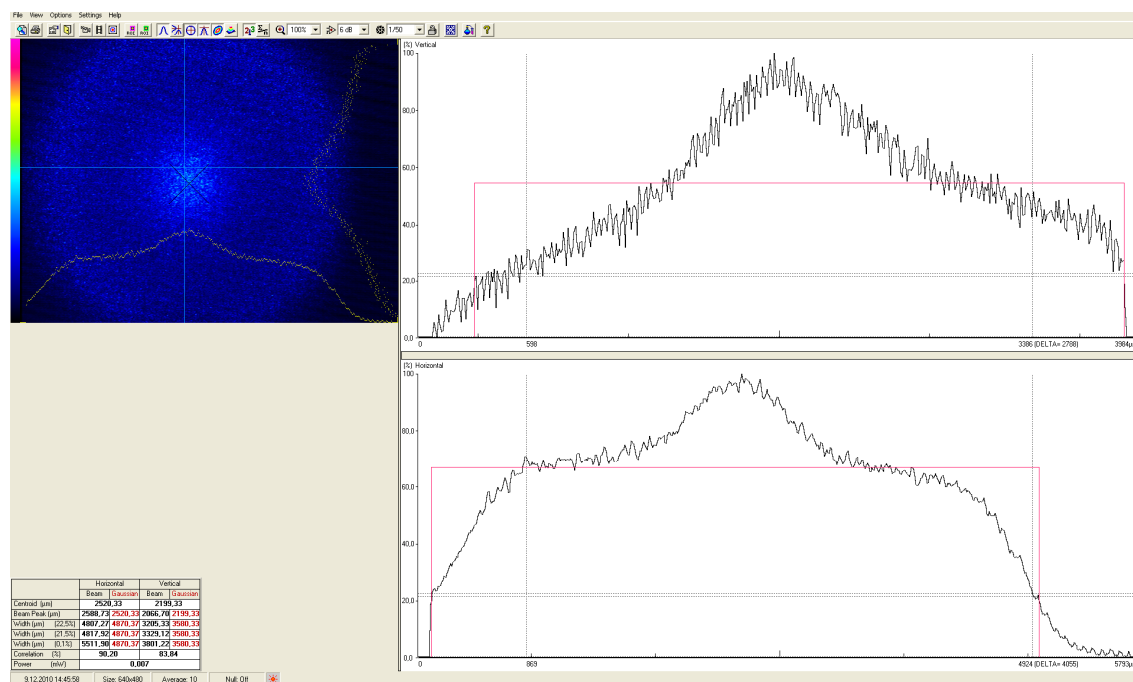 File View Options Settings Help
100% 6 dB 1/50
[%] Vertical
100
80,0
60,0
40,0
20,0
0,0
0 598 3386 (DELTA= 2788) 3984µ
[%] Horizontal
100
80,0
60,0
40,0
20,0
0,0
0 869 4924 (DELTA= 4055) 5793µ
Horizontal Vertical
Beam Gaussian Beam Gaussian
Centroid (µm) 2520,33 2199,33
Beam Peak (µm) 2588,73 2520,33 2066,70 2199,33
Width (µm) (22,5%) 4807,27 4870,37 3205,33 3580,33
Width (µm) (21,5%) 4817,92 4870,37 3329,12 3580,33
Width (µm) (0,1%) 5511,90 4870,37 3801,22 3580,33
Correlation (%) 90,20 83,84
Power (mW) 0,007
9.12.2010 14:45:58 Size: 640x480 Average: 10 Null: Off